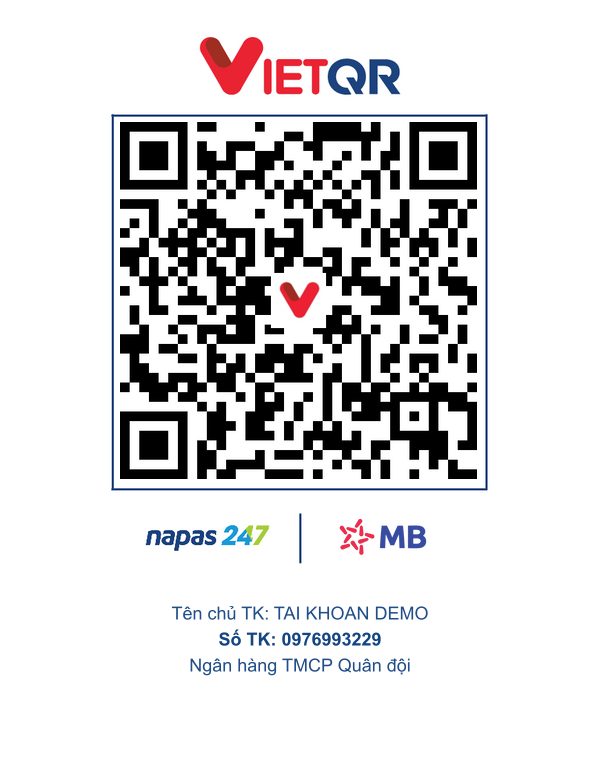 VIETQR
napas 247
MB
Tên chủ TK: TAI KHOAN DEMO
Số TK: 0976993229
Ngân hàng TMCP Quân đội